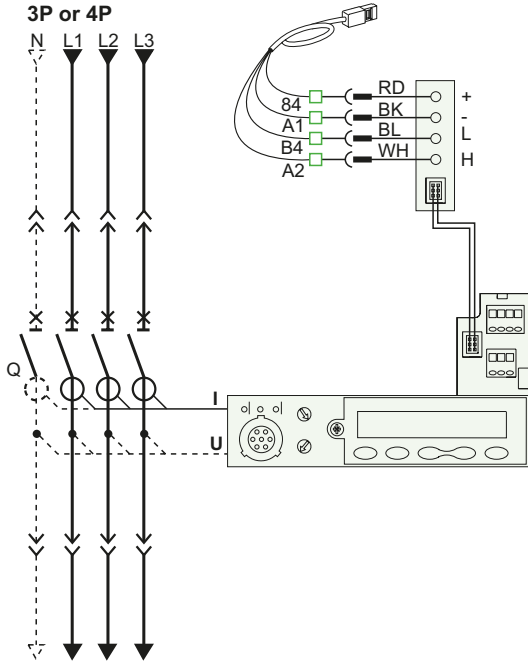 3P or 4P
N L1 L2 L3
84 RD +
A1 BK -
B4 BL L
A2 WH H
Q
I
U